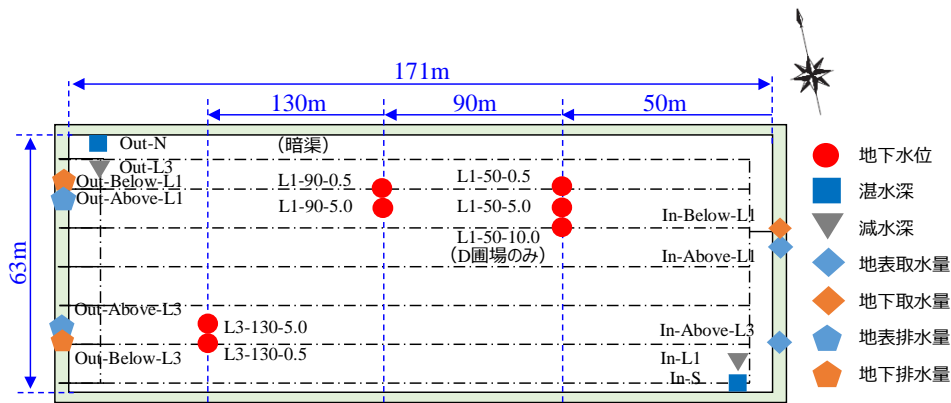 171m
130m
90m
50m
63m
Out-N
(暗渠)
Out-L3
Out-Below-L1
Out-Above-L1
L1-90-0.5
L1-90-5.0
L1-50-0.5
L1-50-5.0
L1-50-10.0
(D圃場のみ)
In-Below-L1
In-Above-L1
Out-Above-L3
Out-Below-L3
L3-130-5.0
L3-130-0.5
In-Above-L3
In-L1
In-S
地下水位
湛水深
減水深
地表取水量
地下取水量
地表排水量
地下排水量